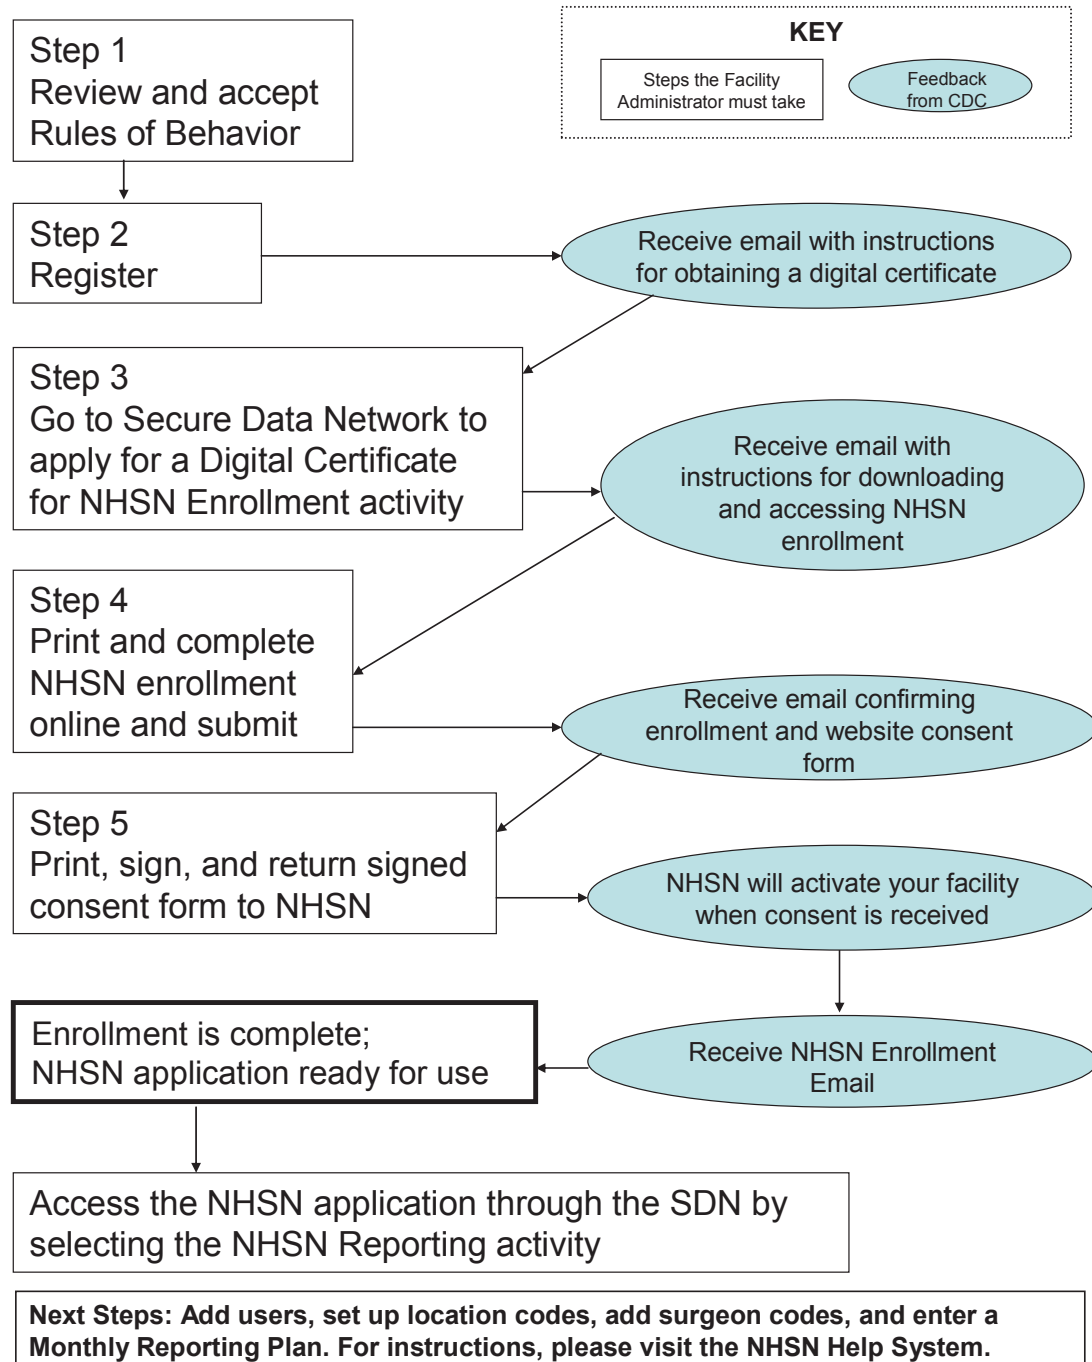 KEY
Steps the Facility
Administrator must take
Feedback
from CDC
Step 1
Review and accept
Rules of Behavior
Step 2
Register
Receive email with instructions
for obtaining a digital certificate
Step 3
Go to Secure Data Network to
apply for a Digital Certificate
for NHSN Enrollment activity
Receive email with
instructions for downloading
and accessing NHSN
enrollment
Step 4
Print and complete
NHSN enrollment
online and submit
Receive email confirming
enrollment and website consent
form
Step 5
Print, sign, and return signed
consent form to NHSN
NHSN will activate your facility
when consent is received
Receive NHSN Enrollment
Email
Enrollment is complete;
NHSN application ready for use
Access the NHSN application through the SDN by
selecting the NHSN Reporting activity
Next Steps: Add users, set up location codes, add surgeon codes, and enter a
Monthly Reporting Plan. For instructions, please visit the NHSN Help System.